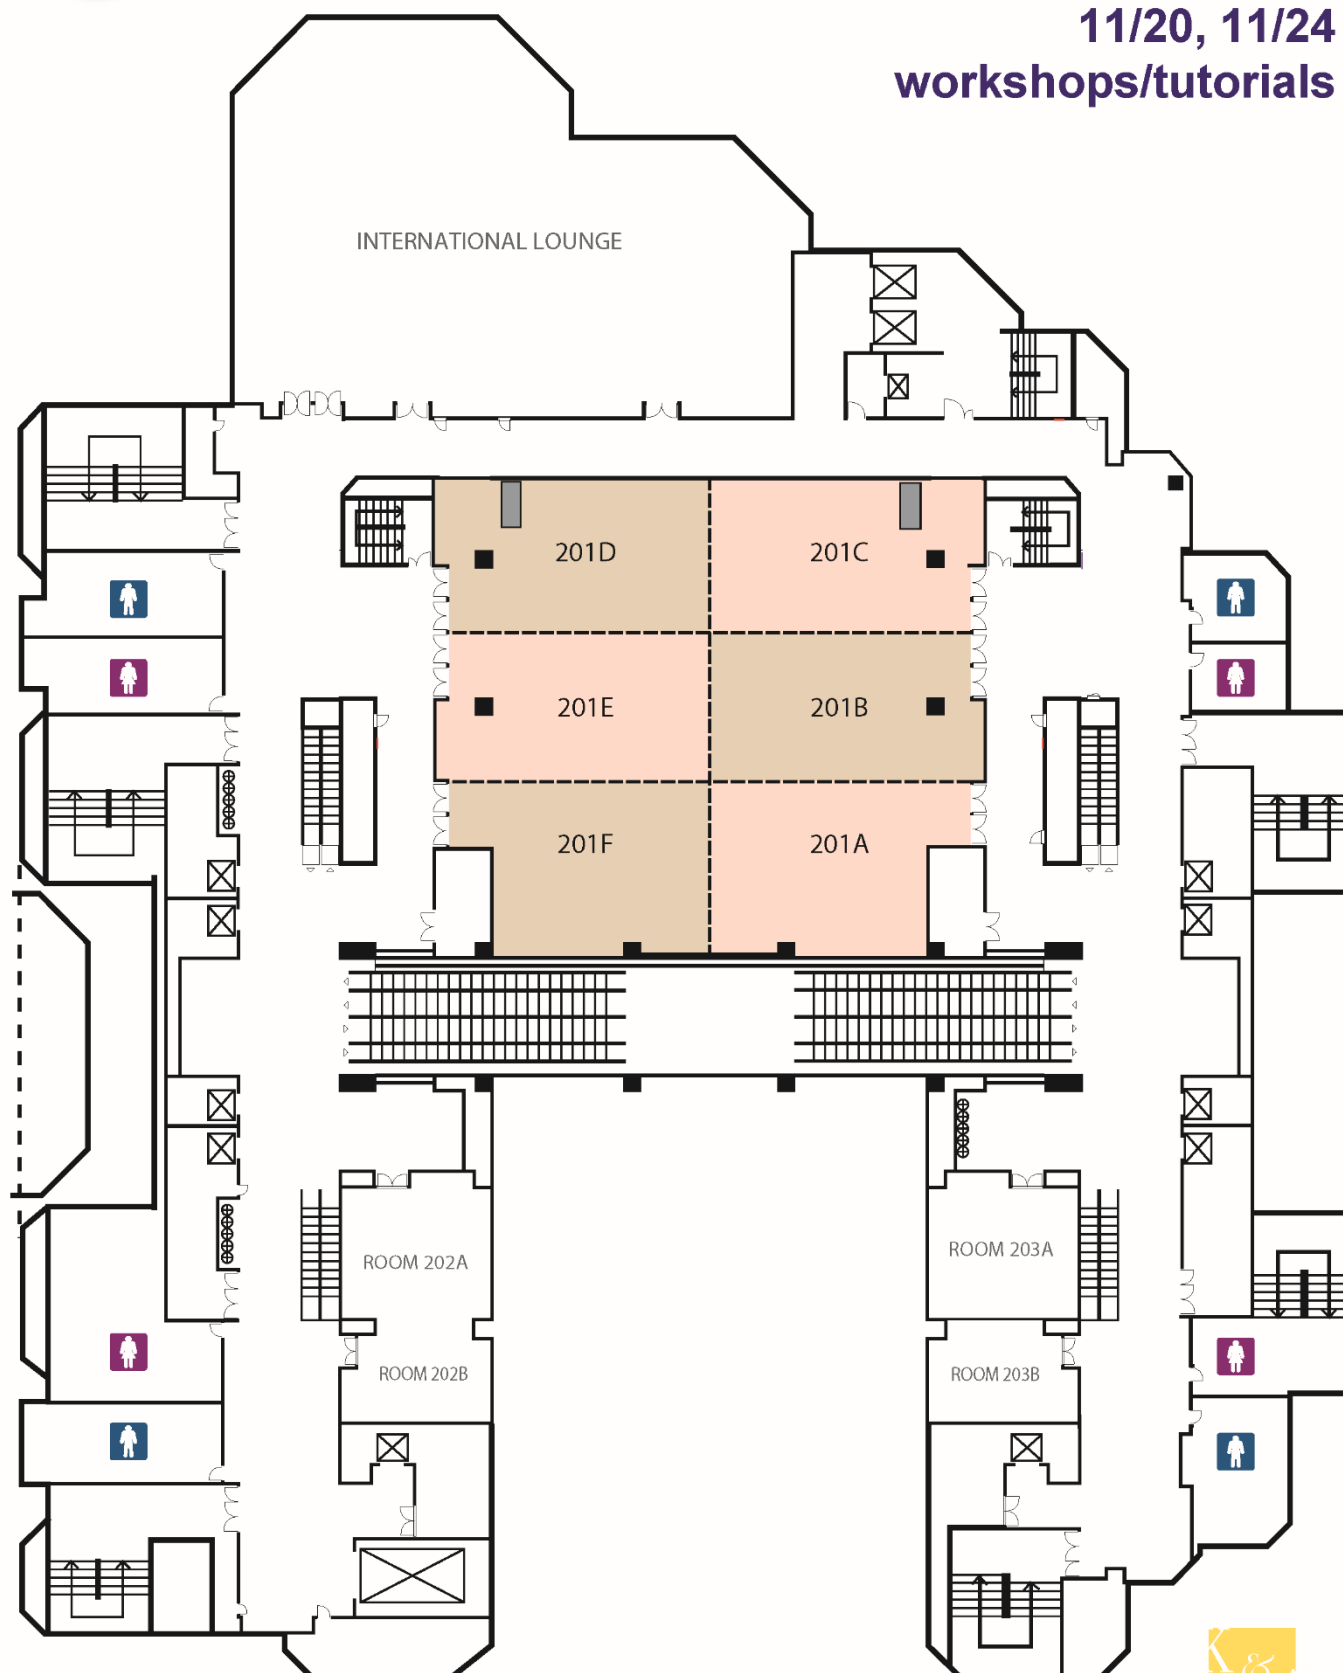 11/20, 11/24
workshops/tutorials
INTERNATIONAL LOUNGE
201D
201C
201E
201B
201F
201A
ROOM 202A
ROOM 203A
ROOM 202B
ROOM 203B
K &